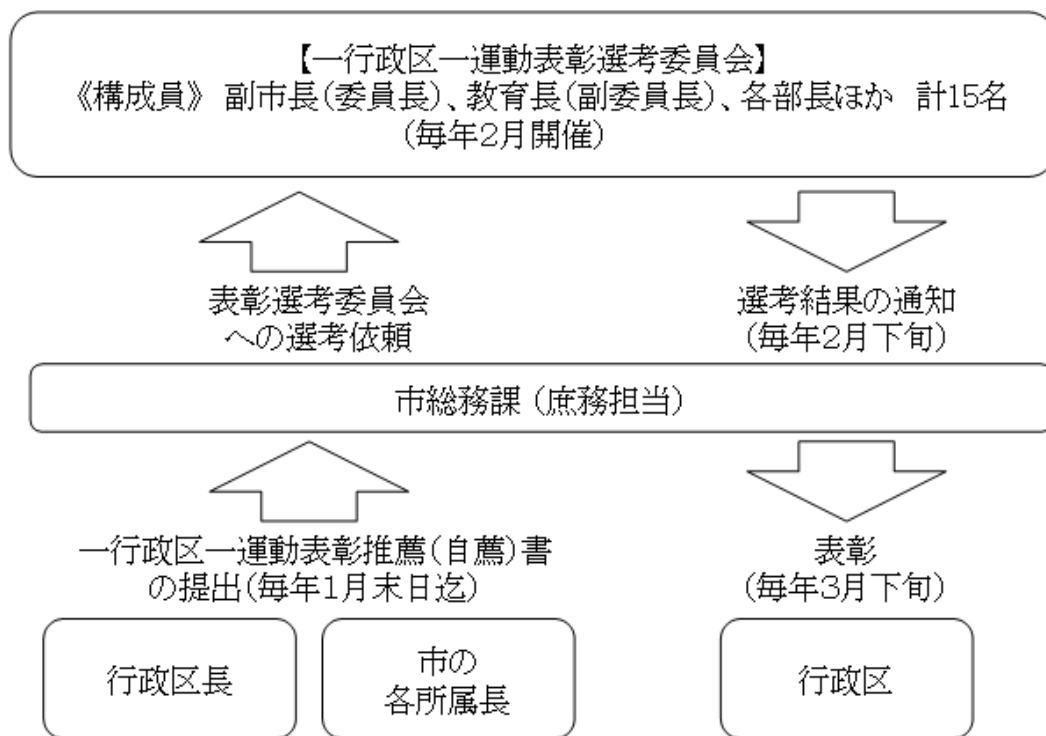 【一行政区一運動表彰選考委員会】
《構成員》 副市長(委員長)、教育長(副委員長)、各部長ほか 計15名
(毎年2月開催)
表彰選考委員会
への選考依頼
選考結果の通知
(毎年2月下旬)
市総務課 (庶務担当)
一行政区一運動表彰推薦(自薦)書
の提出(毎年1月末日迄)
表彰
(毎年3月下旬)
行政区長
市の
各所属長
行政区